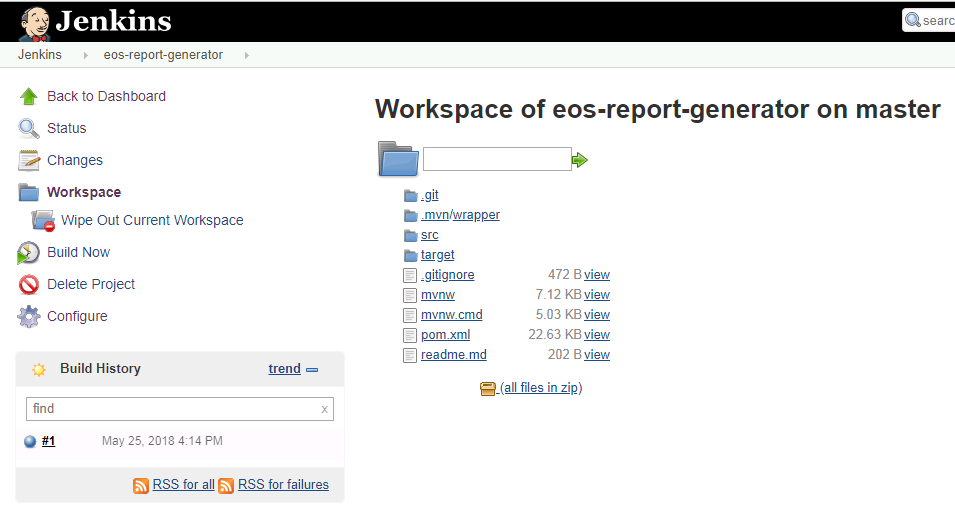 Jenkins
searc
Jenkins eos-report-generator
Back to Dashboard
Status
Changes
Workspace
Wipe Out Current Workspace
Build Now
Delete Project
Configure
Build History trend
find x
#1 May 25, 2018 4:14 PM
RSS for all RSS for failures
Workspace of eos-report-generator on master
.git
.mvn/wrapper
src
target
.gitignore 472 B view
mvnw 7.12 KB view
mvnw.cmd 5.03 KB view
pom.xml 22.63 KB view
readme.md 202 B view
(all files in zip)